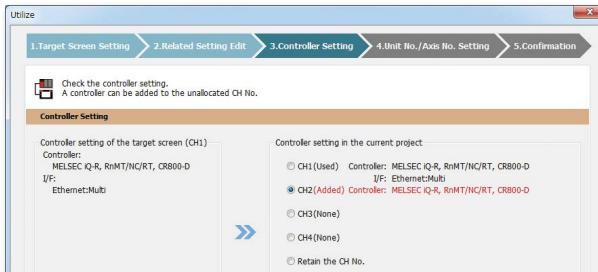 Utilize
1.Target Screen Setting
2.Related Setting Edit
3.Controller Setting
4.Unit No./Axis No. Setting
5.Confirmation
Check the controller setting.
A controller can be added to the unallocated CH No.
Controller Setting
Controller setting of the target screen (CH1)
Controller:
MELSEC iQ-R, RnMT/NC/RT, CR800-D
I/F:
Ethernet:Multi
Controller setting in the current project
CH1(Used) Controller: MELSEC iQ-R, RnMT/NC/RT, CR800-D
I/F: Ethernet:Multi
CH2(Added) Controller: MELSEC iQ-R, RnMT/NC/RT, CR800-D
CH3(None)
CH4(None)
Retain the CH No.